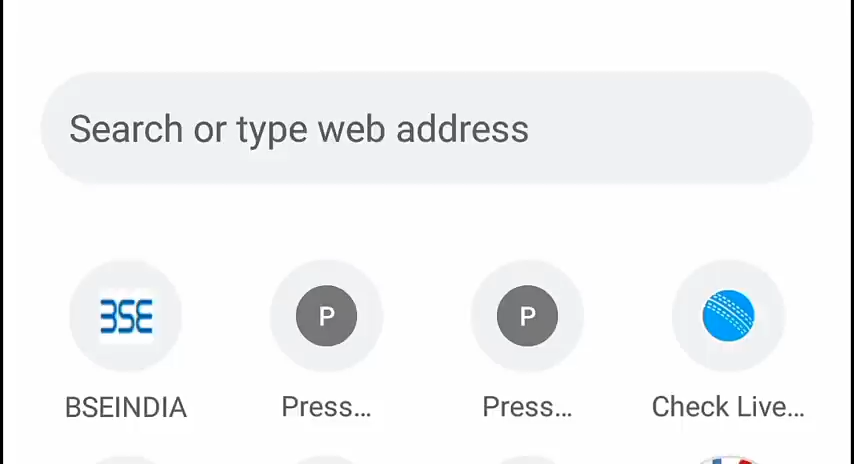 Search or type web address
BSE P P
BSEINDIA Press... Press... Check Live...